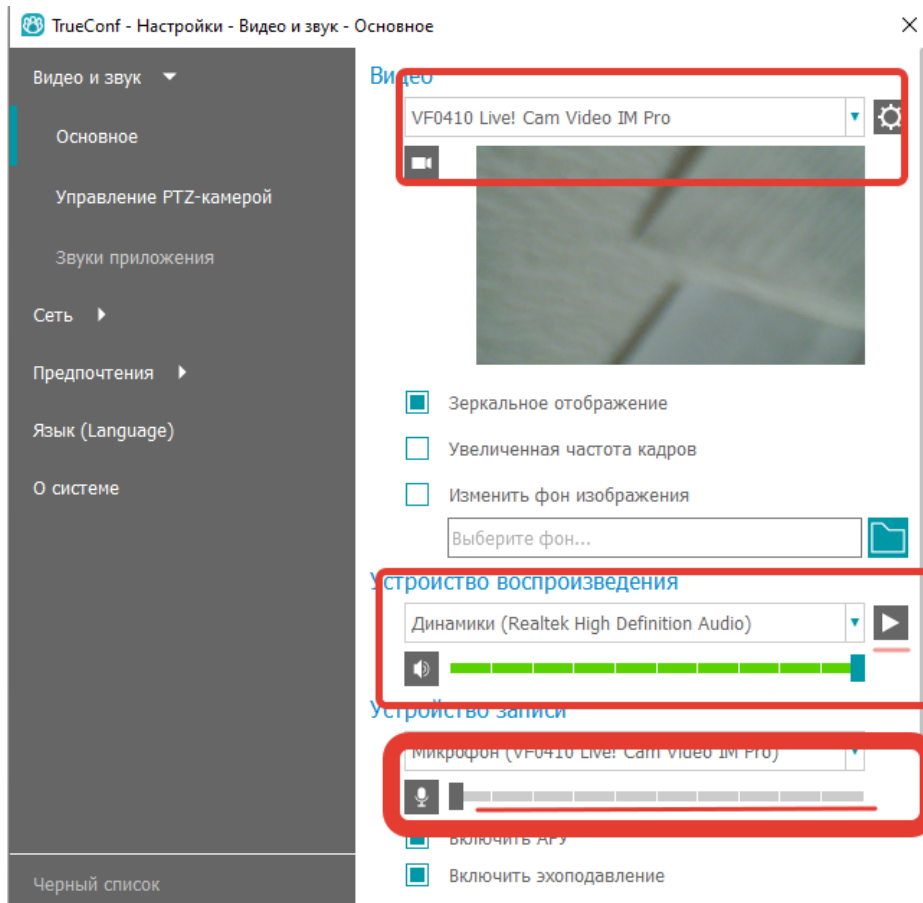 TrueConf - Настройки - Видео и звук - Основное
Видео и звук
Основное
Управление PTZ-камерой
Звуки приложения
Сеть
Предпочтения
Язык (Language)
О системе
Черный список
Видео
VF0410 Live! Cam Video IM Pro
Зеркальное отображение
Увеличенная частота кадров
Изменить фон изображения
Выберите фон...
Устройство воспроизведения
Динамики (Realtek High Definition Audio)
Устройство записи
Микрофон (VF0410 Live! Cam Video IM Pro)
Включить АРУ
Включить эхоподавление